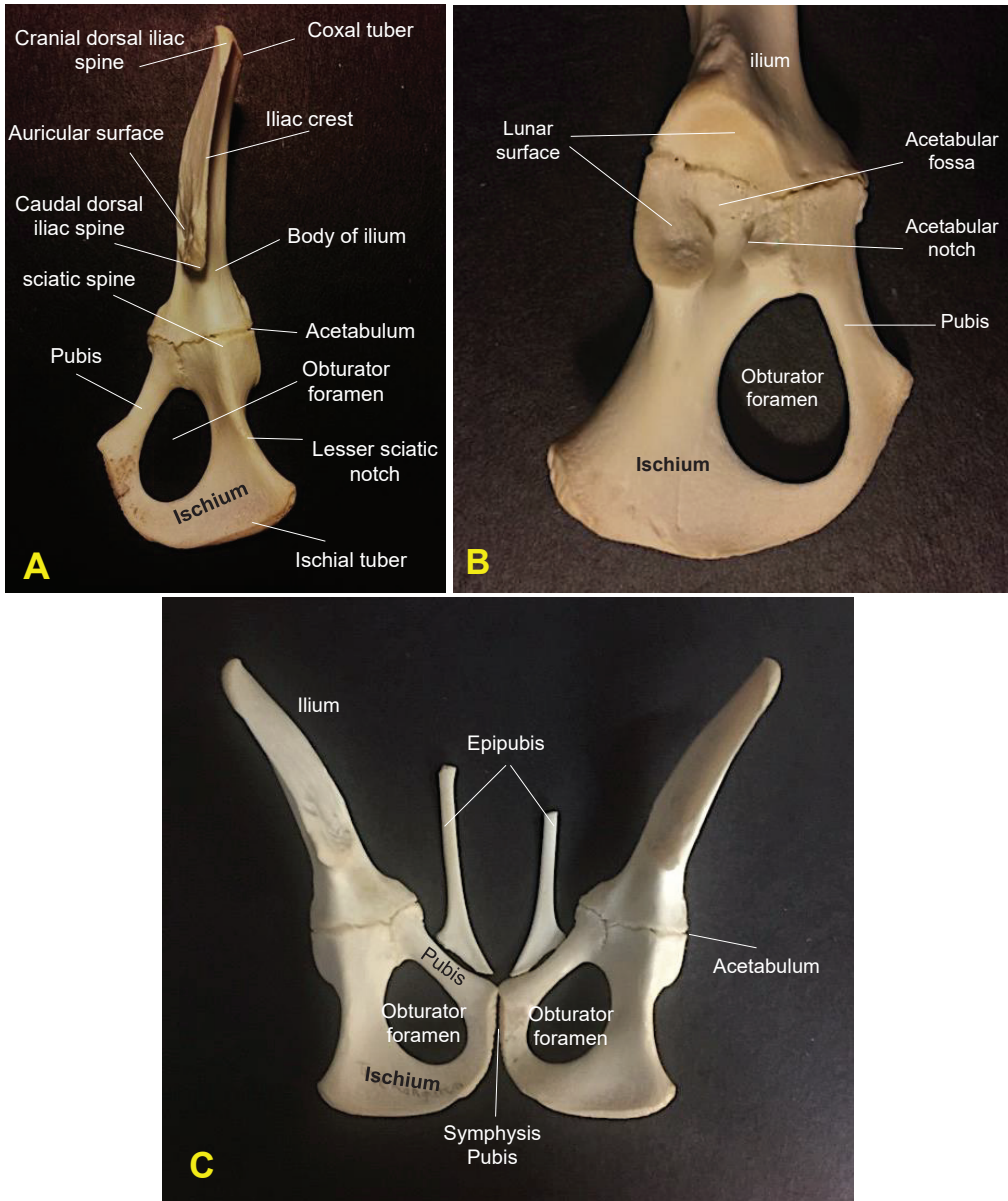 Cranial dorsal iliac
spine
Coxal tuber
Auricular surface
Iliac crest
Caudal dorsal
iliac spine
Body of ilium
sciatic spine
Acetabulum
Pubis
Obturator
foramen
Lesser sciatic
notch
Ischium
Ischial tuber
A
ilium
Lunar
surface
Acetabular
fossa
Acetabular
notch
Pubis
Obturator
foramen
Ischium
B
Ilium
Epipubis
Pubis
Acetabulum
Obturator
foramen
Obturator
foramen
Ischium
Symphysis
Pubis
C